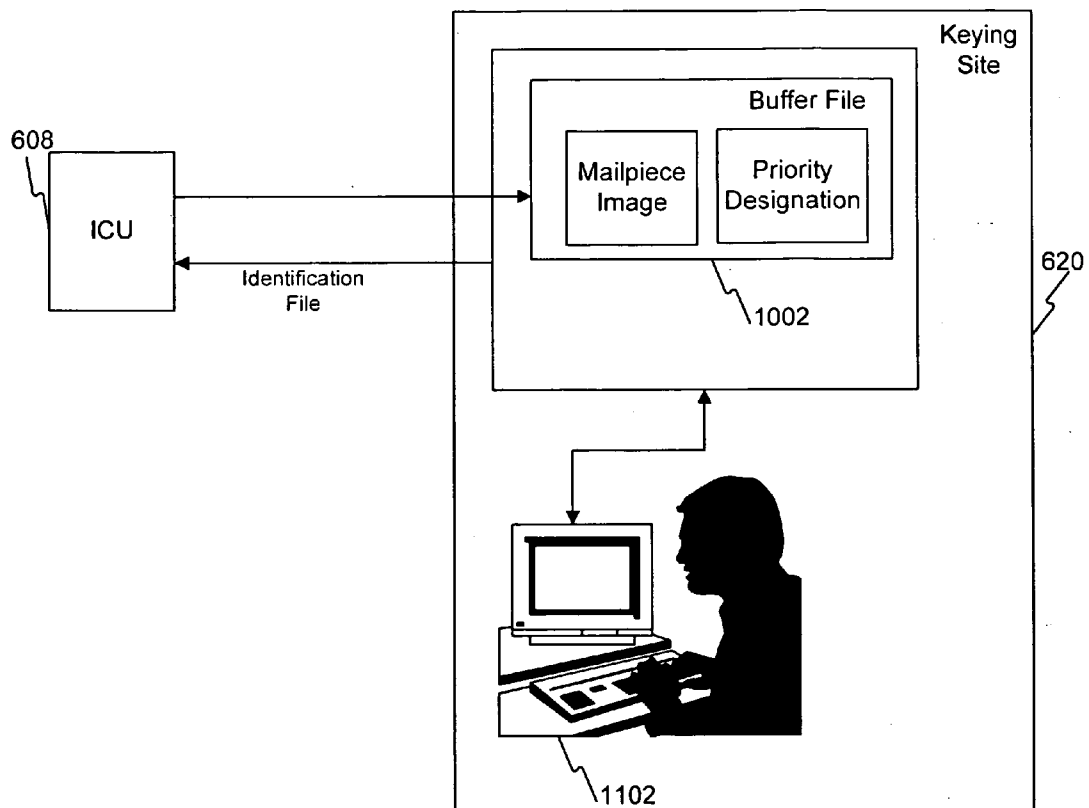 Keying
Site
Buffer File
608
Mailpiece
Image
Priority
Designation
ICU
620
Identification
File
1002
1102